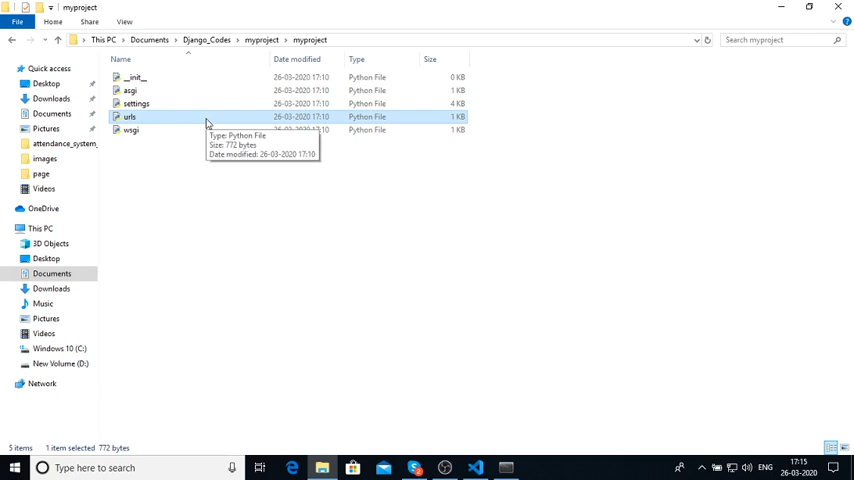 myproject
File Home Share View
This PC Documents Django_Codes myproject myproject Search myproject
Name Date modified Type Size
Quick access
Desktop
Downloads
Documents
Pictures
attendance_system_
images
page
Videos
OneDrive
This PC
3D Objects
Desktop
Documents
Downloads
Music
Pictures
Videos
Windows 10 (C:)
New Volume (D:)
Network
__init__ 26-03-2020 17:10 Python File 0 KB
asgi 26-03-2020 17:10 Python File 1 KB
settings 26-03-2020 17:10 Python File 4 KB
urls 26-03-2020 17:10 Python File 1 KB
wsgi 26-03-2020 17:10 Python File 1 KB
Type: Python File
Size: 772 bytes
Date modified: 26-03-2020 17:10
5 items 1 item selected 772 bytes
Type here to search
ENG
17:15
26-03-2020